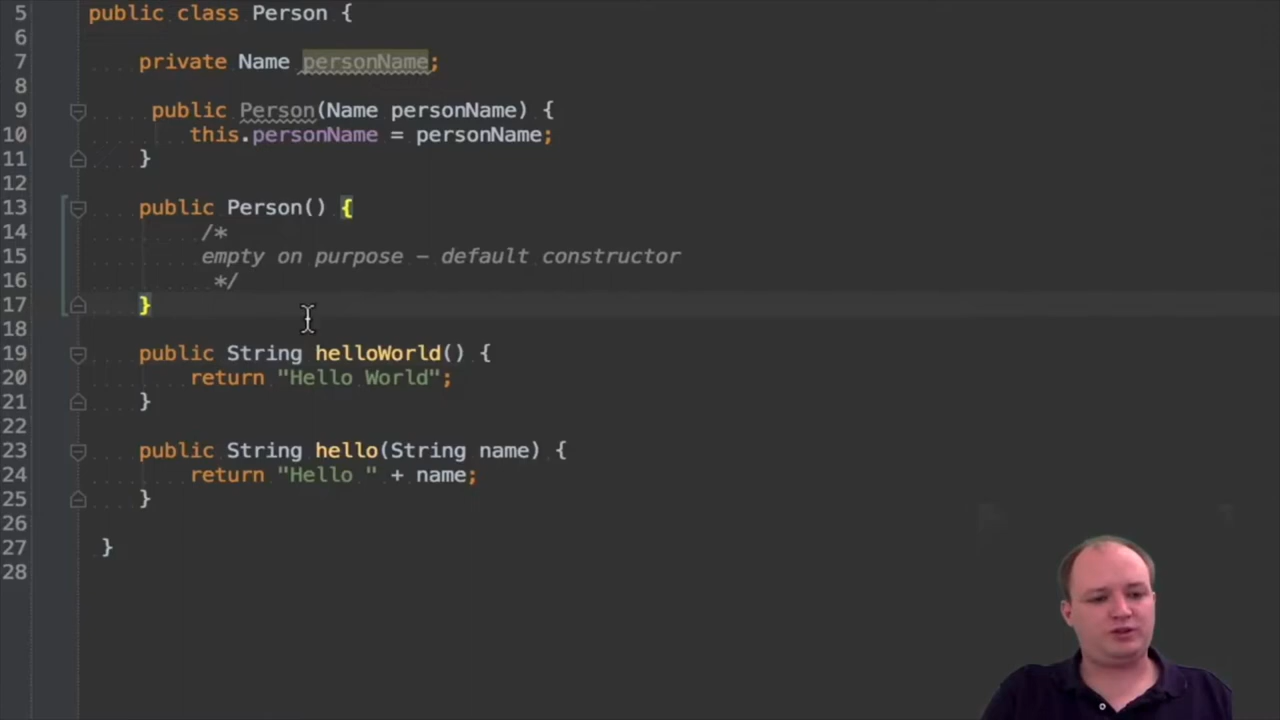 5 public class Person {
6
7 private Name personName;
8
9 public Person(Name personName) {
10 this.personName = personName;
11 }
12
13 public Person() {
14 /*
15 empty on purpose – default constructor
16 */
17 }
18
19 public String helloWorld() {
20 return "Hello World";
21 }
22
23 public String hello(String name) {
24 return "Hello " + name;
25 }
26
27 }
28